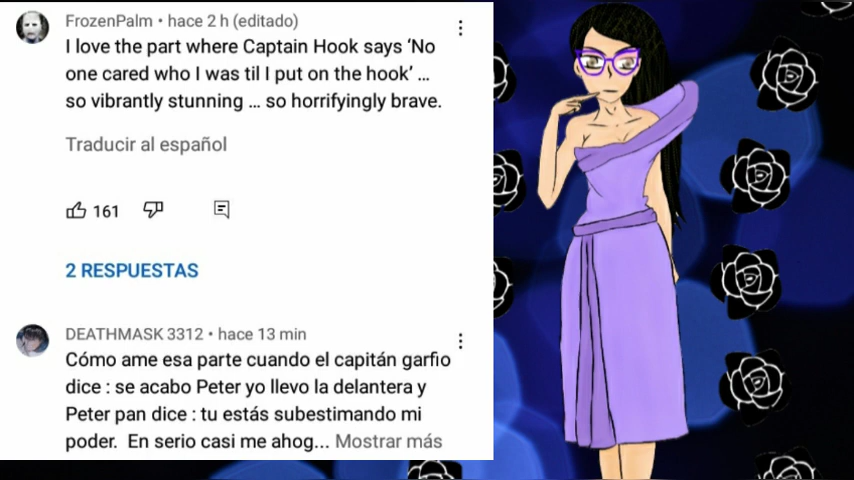 FrozenPalm • hace 2 h (editado)
I love the part where Captain Hook says ‘No
one cared who I was til I put on the hook’ ...
so vibrantly stunning ... so horrifyingly brave.
Traducir al español
161
2 RESPUESTAS
DEATHMASK 3312 • hace 13 min
Cómo ame esa parte cuando el capitán garfio
dice : se acabo Peter yo llevo la delantera y
Peter pan dice : tu estás subestimando mi
poder. En serio casi me ahog... Mostrar más